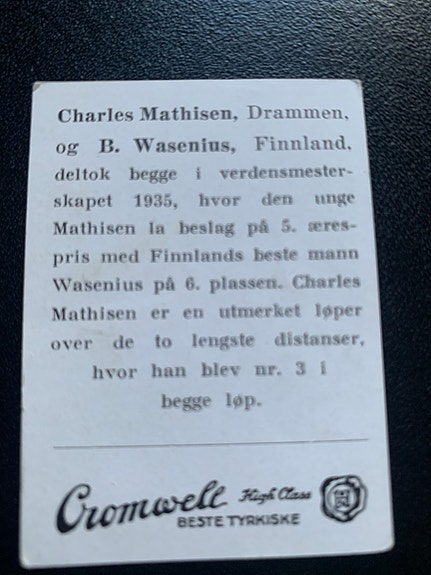 Charles Mathisen, Drammen,
og B. Wasenius, Finnland,
deltok begge i verdensmester-
skapet 1935, hvor den unge
Mathisen la beslag på 5. æres-
pris med Finnlands beste mann
Wasenius på 6. plassen. Charles
Mathisen er en utmerket løper
over de to lengste distanser,
hvor han blev nr. 3 i
begge løp.
Cromwell High Class
BESTE TYRKISKE